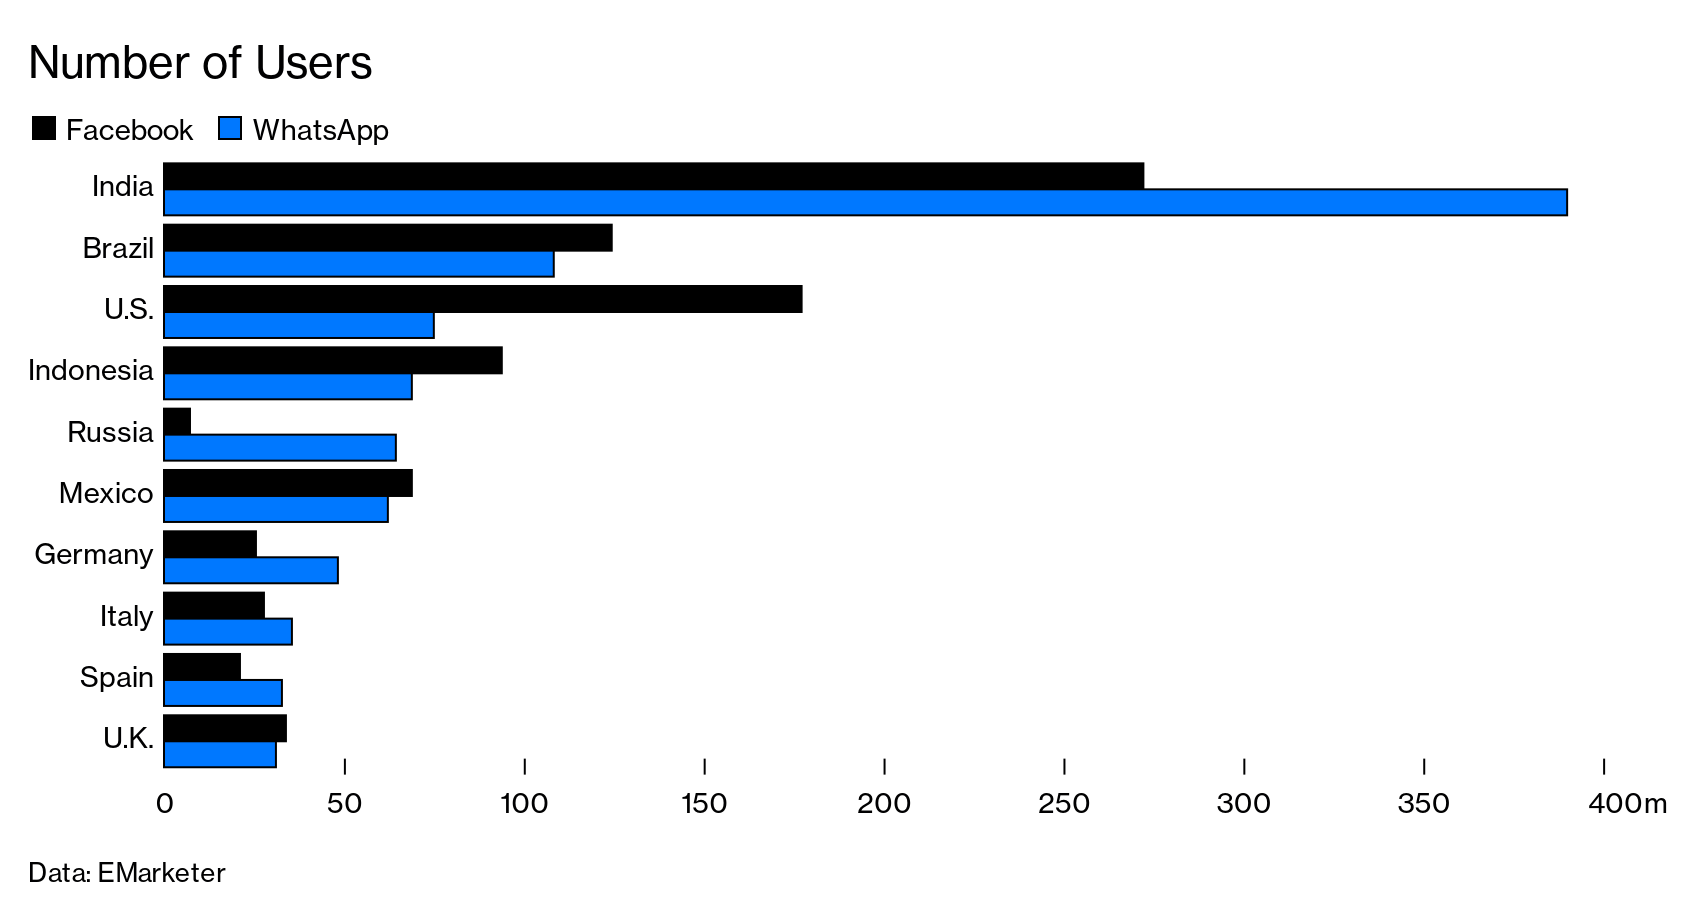 Number of Users
Facebook WhatsApp
India
Brazil
U.S.
Indonesia
Russia
Mexico
Germany
Italy
Spain
U.K.
0 50 100 150 200 250 300 350 400m
Data: EMarketer